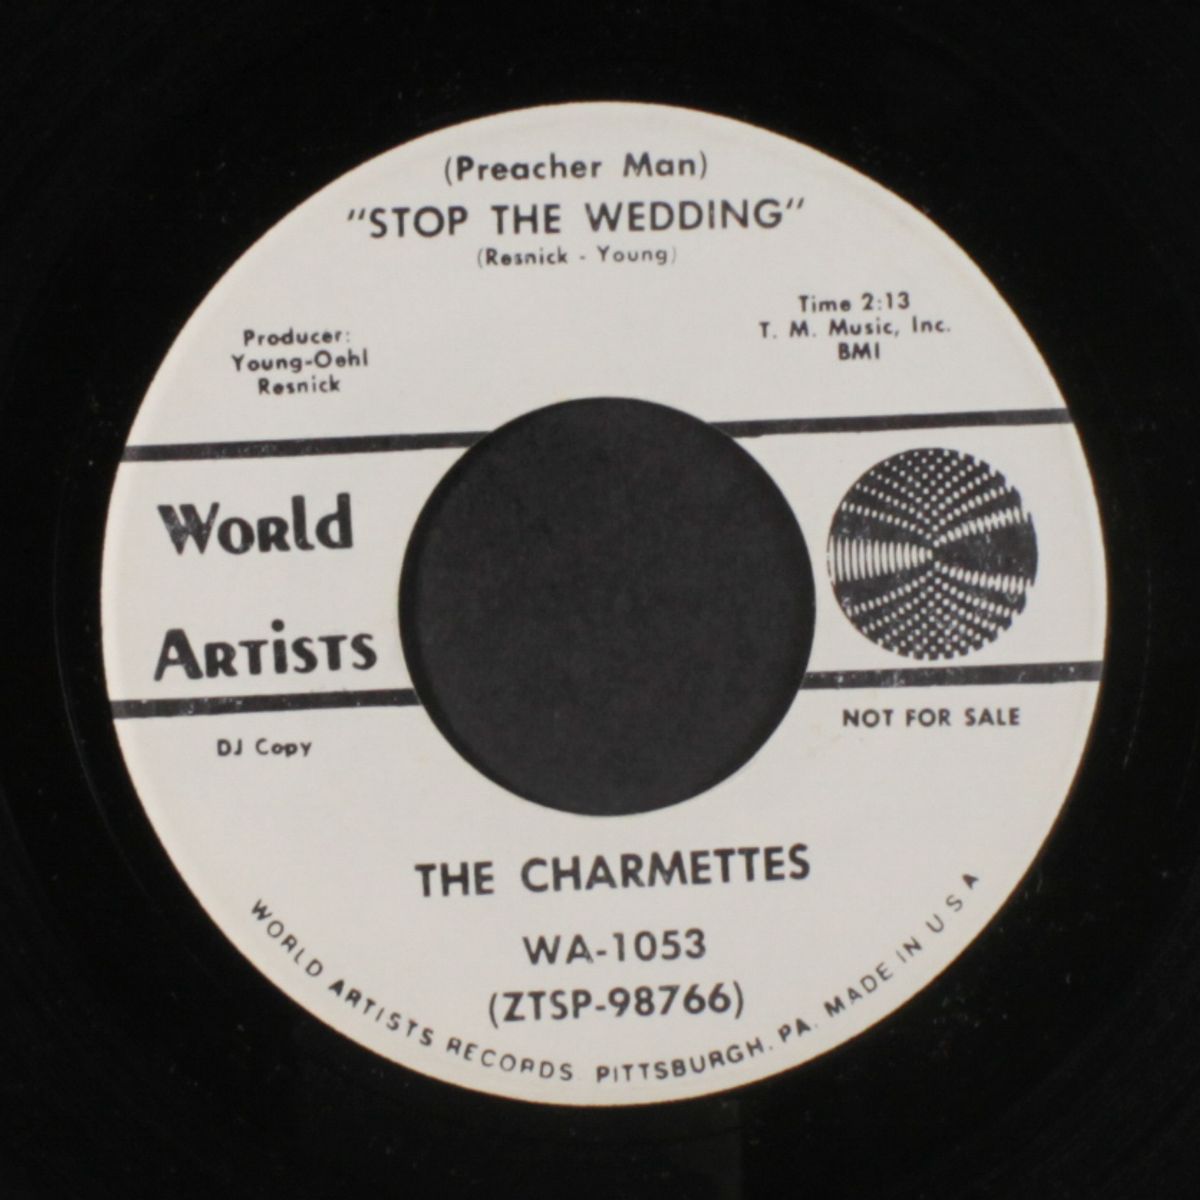 (Preacher Man)
"STOP THE WEDDING"
(Resnick - Young)
Producer:
Young-Oehl
Resnick
Time 2:13
T. M. Music, Inc.
BMI
World
Artists
DJ Copy
NOT FOR SALE
THE CHARMETTES
WA-1053
(ZTSP-98766)
WORLD ARTISTS RECORDS. PITTSBURGH, PA. MADE IN USA